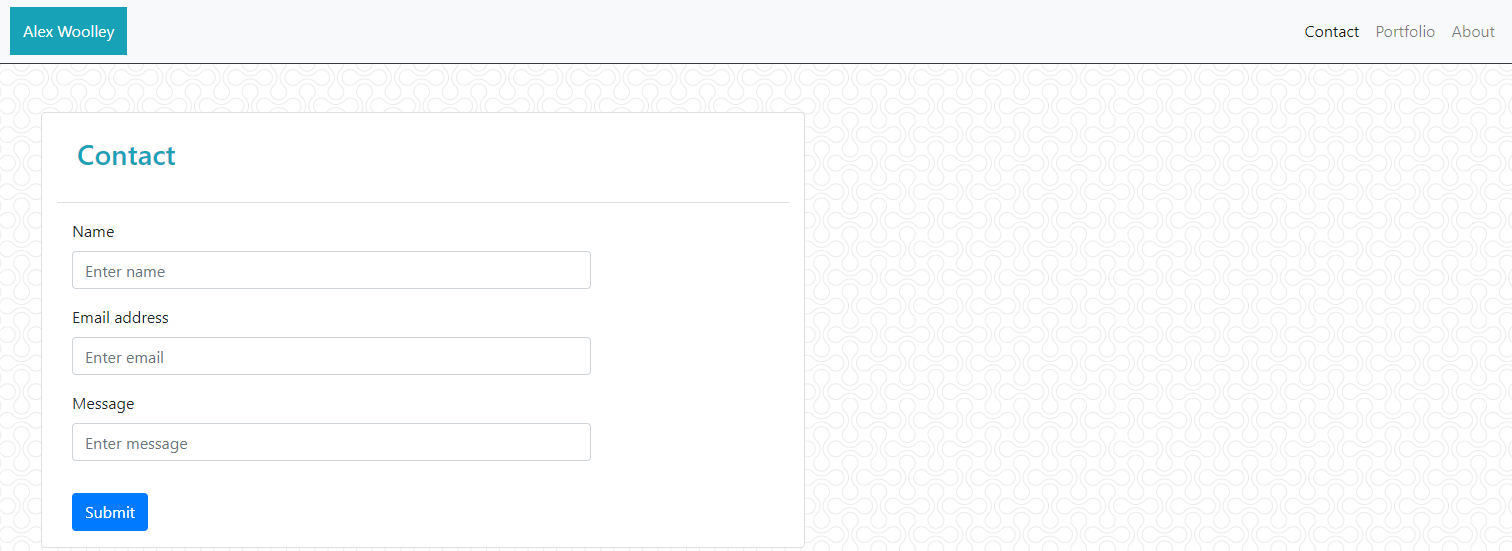 Alex Woolley
Contact Portfolio About
Contact
Name
Enter name
Email address
Enter email
Message
Enter message
Submit